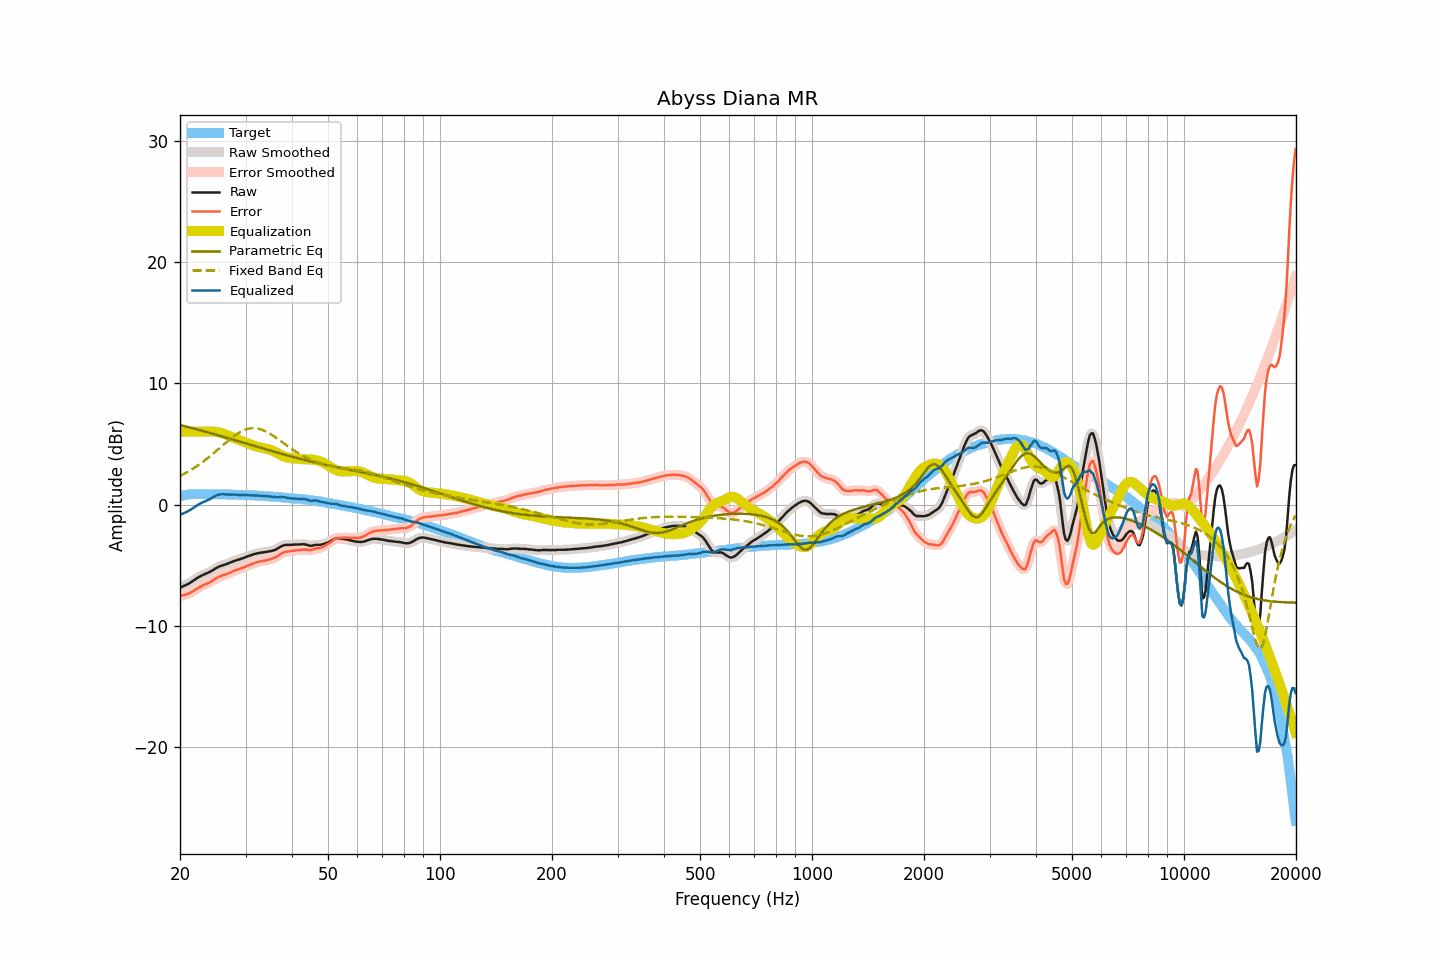 Abyss Diana MR
Target
Raw Smoothed
Error Smoothed
Raw
Error
Equalization
Parametric Eq
Fixed Band Eq
Equalized
30
20
10
0
−10
−20
Amplitude (dBr)
20 50 100 200 500 1000 2000 5000 10000 20000
Frequency (Hz)